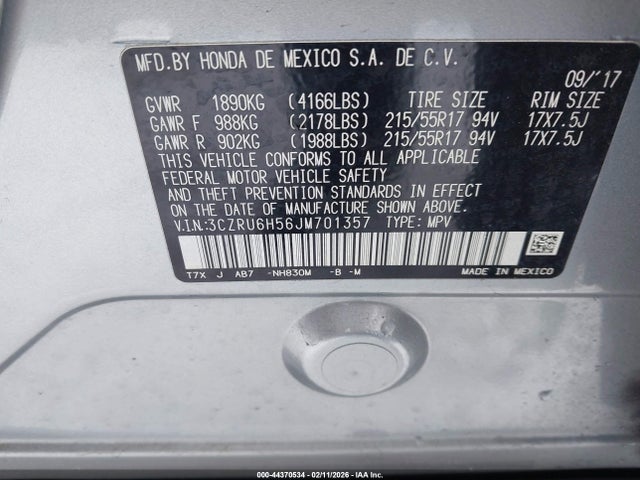 MFD.BY HONDA DE MEXICO S.A. DE C.V.
09/'17
GVWR 1890KG (4166LBS) TIRE SIZE RIM SIZE
GAWR F 988KG (2178LBS) 215/55R17 94V 17X7.5J
GAWR R 902KG (1988LBS) 215/55R17 94V 17X7.5J
THIS VEHICLE CONFORMS TO ALL APPLICABLE
FEDERAL MOTOR VEHICLE SAFETY
AND THEFT PREVENTION STANDARDS IN EFFECT
ON THE DATE OF MANUFACTURE SHOWN ABOVE.
V.I.N.:3CZRU6H56JM701357 TYPE: MPV
T7X J AB7 -NH830M -B -M MADE IN MEXICO
000-44370534 - 02/11/2026 - IAA Inc.